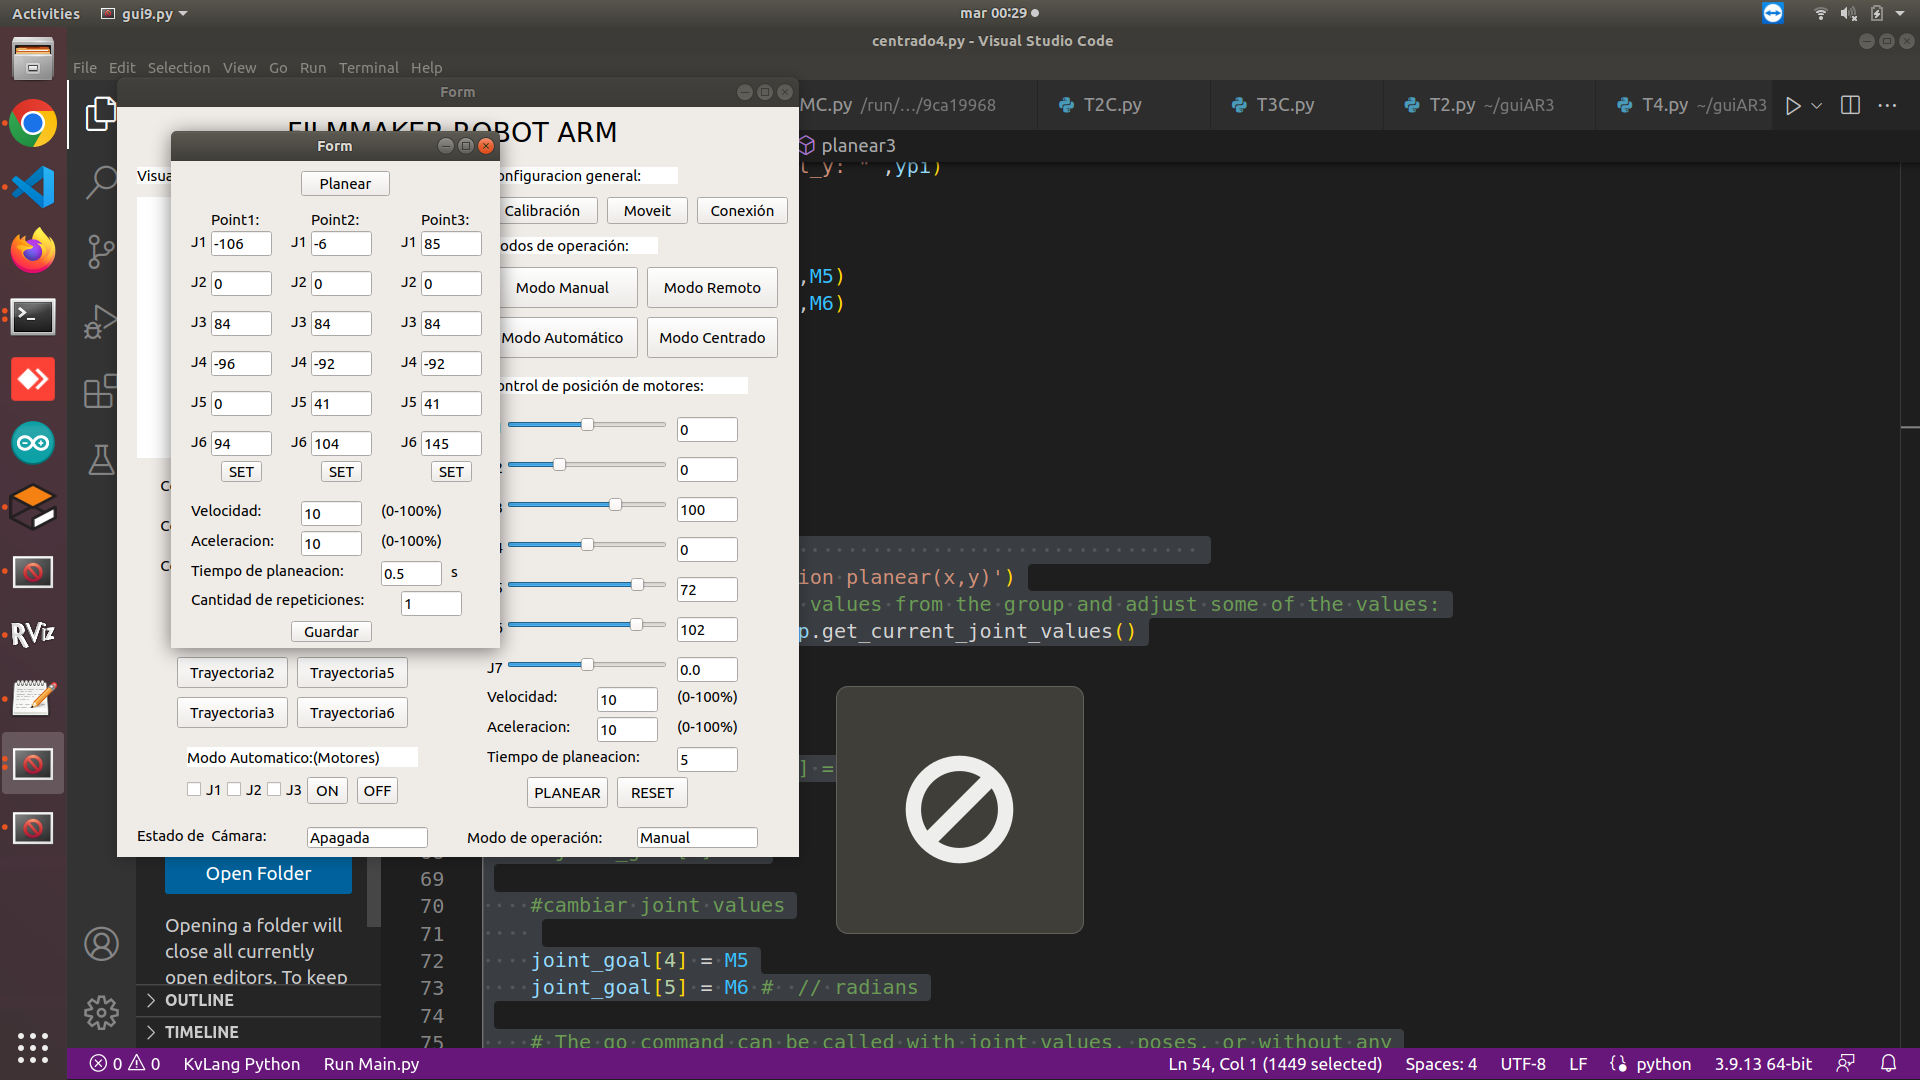 Activities
gui9.py
mar 00:29
centrado4.py - Visual Studio Code
File Edit Selection View Go Run Terminal Help
Form
MC.py /run/.../9ca19968
T2C.py
T3C.py
T2.py ~/guiAR3
T4.py ~/guiAR3
planear3
FILMMAKER ROBOT ARM
Form
Planear
Point1: Point2: Point3:
J1 -106 J1 -6 J1 85
J2 0 J2 0 J2 0
J3 84 J3 84 J3 84
J4 -96 J4 -92 J4 -92
J5 0 J5 41 J5 41
J6 94 J6 104 J6 145
SET SET SET
Velocidad: 10 (0-100%)
Aceleracion: 10 (0-100%)
Tiempo de planeacion: 0.5 s
Cantidad de repeticiones: 1
Guardar
Visua
onfiguracion general:
Calibración Moveit Conexión
odos de operación:
Modo Manual Modo Remoto
Modo Automático Modo Centrado
ontrol de posición de motores:
0
0
100
0
72
102
J7 0.0
Velocidad: 10 (0-100%)
Aceleracion: 10 (0-100%)
Tiempo de planeacion: 5
PLANEAR RESET
Trayectoria2 Trayectoria5
Trayectoria3 Trayectoria6
Modo Automatico:(Motores)
J1 J2 J3 ON OFF
Estado de Cámara: Apagada
Modo de operación: Manual
l_y: " ,ypi)
,M5)
,M6)
ion planear(x,y)')
values from the group and adjust some of the values:
p.get_current_joint_values()
] =
69
70 #cambiar joint values
71
72 joint_goal[4] = M5
73 joint_goal[5] = M6 # // radians
74
75 # The go command can be called with joint values, poses, or without any
Open Folder
Opening a folder will
close all currently
open editors. To keep
OUTLINE
TIMELINE
RViz
0 0 KvLang Python Run Main.py
Ln 54, Col 1 (1449 selected) Spaces: 4 UTF-8 LF python 3.9.13 64-bit